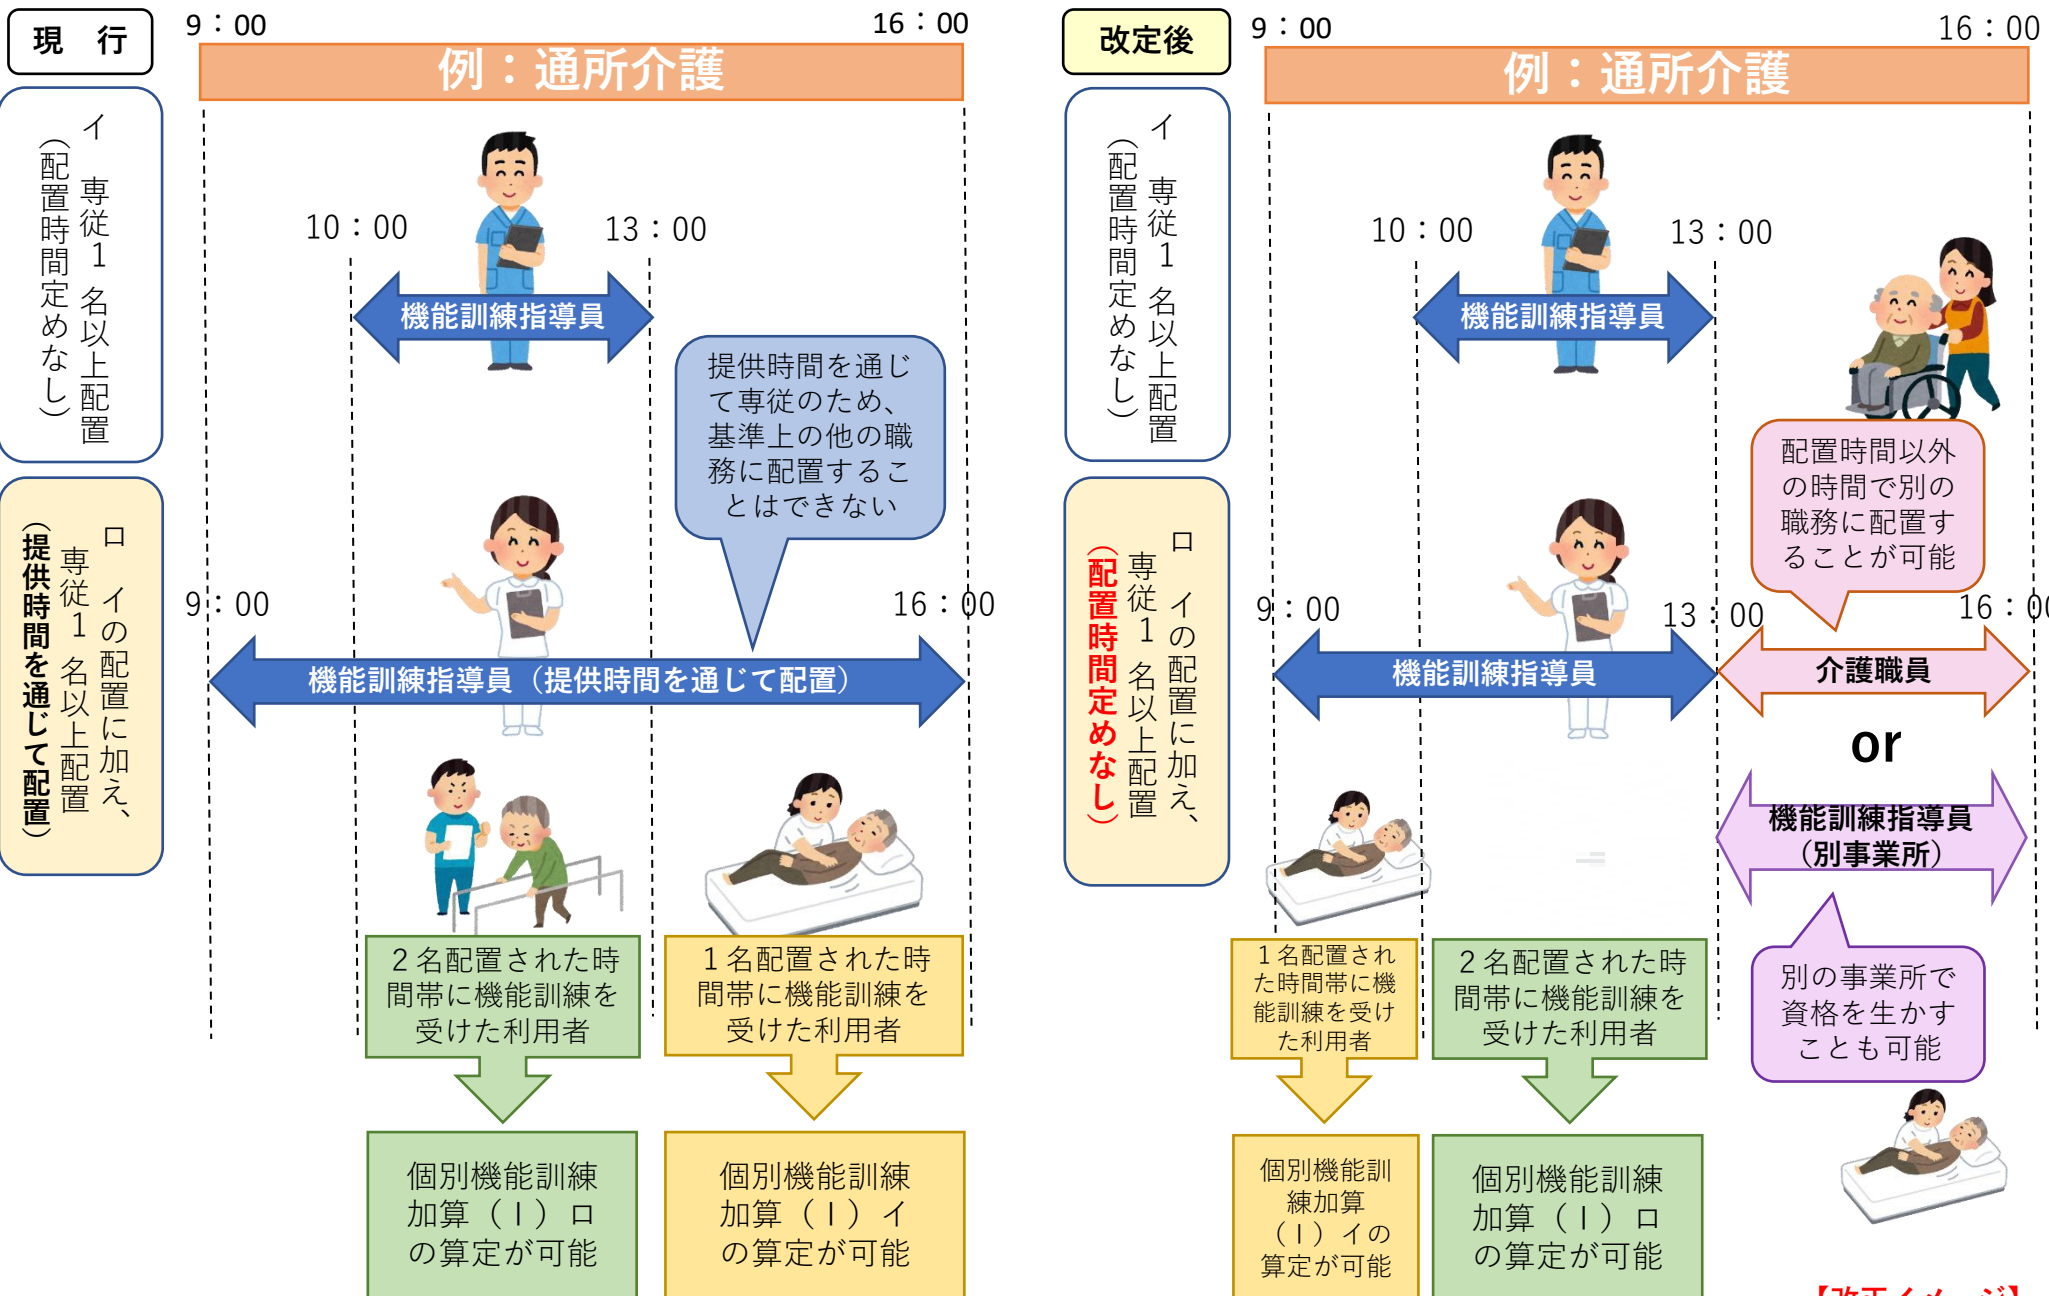 現　行
9：00
16：00
例：通所介護
イ　専従１名以上配置
（配置時間定めなし）
10：00
13：00
機能訓練指導員
提供時間を通じ
て専従のため、
基準上の他の職
務に配置するこ
とはできない
ロ　イの配置に加え、
専従１名以上配置
（提供時間を通じて配置）
9：00
16：00
機能訓練指導員（提供時間を通じて配置）
２名配置された時
間帯に機能訓練を
受けた利用者
１名配置された時
間帯に機能訓練を
受けた利用者
個別機能訓練
加算（Ⅰ）ロ
の算定が可能
個別機能訓練
加算（Ⅰ）イ
の算定が可能
改定後
9：00
16：00
例：通所介護
イ　専従１名以上配置
（配置時間定めなし）
10：00
13：00
機能訓練指導員
配置時間以外
の時間で別の
職務に配置す
ることが可能
ロ　イの配置に加え、
専従１名以上配置
（配置時間定めなし）
9：00
13：00
16：00
機能訓練指導員
介護職員
or
機能訓練指導員
（別事業所）
１名配置され
た時間帯に機
能訓練を受け
た利用者
２名配置された時
間帯に機能訓練を
受けた利用者
別の事業所で
資格を生かす
ことも可能
個別機能訓
練加算
（Ⅰ）イの
算定が可能
個別機能訓練
加算（Ⅰ）ロ
の算定が可能
【改正イメージ】